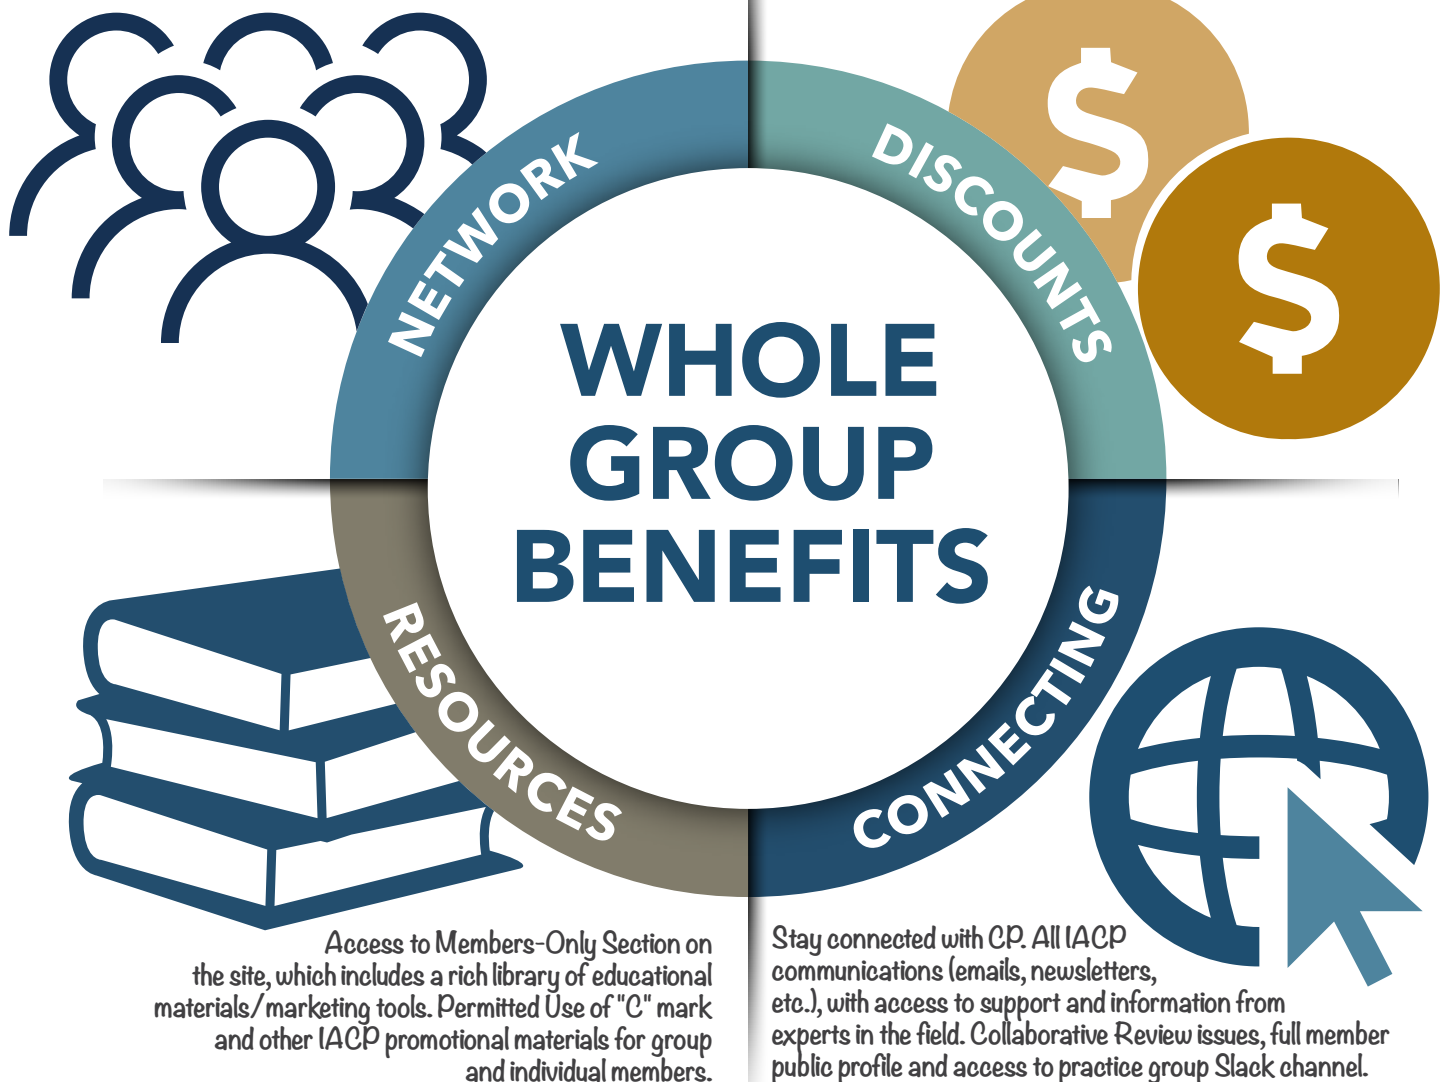 NETWORK
DISCOUNTS
$
$
WHOLE
GROUP
BENEFITS
RESOURCES
CONNECTING
Access to Members-Only Section on
the site, which includes a rich library of educational
materials/marketing tools. Permitted Use of "C" mark
and other IACP promotional materials for group
and individual members.
Stay connected with CP. All IACP
communications (emails, newsletters,
etc.), with access to support and information from
experts in the field. Collaborative Review issues, full member
public profile and access to practice group Slack channel.